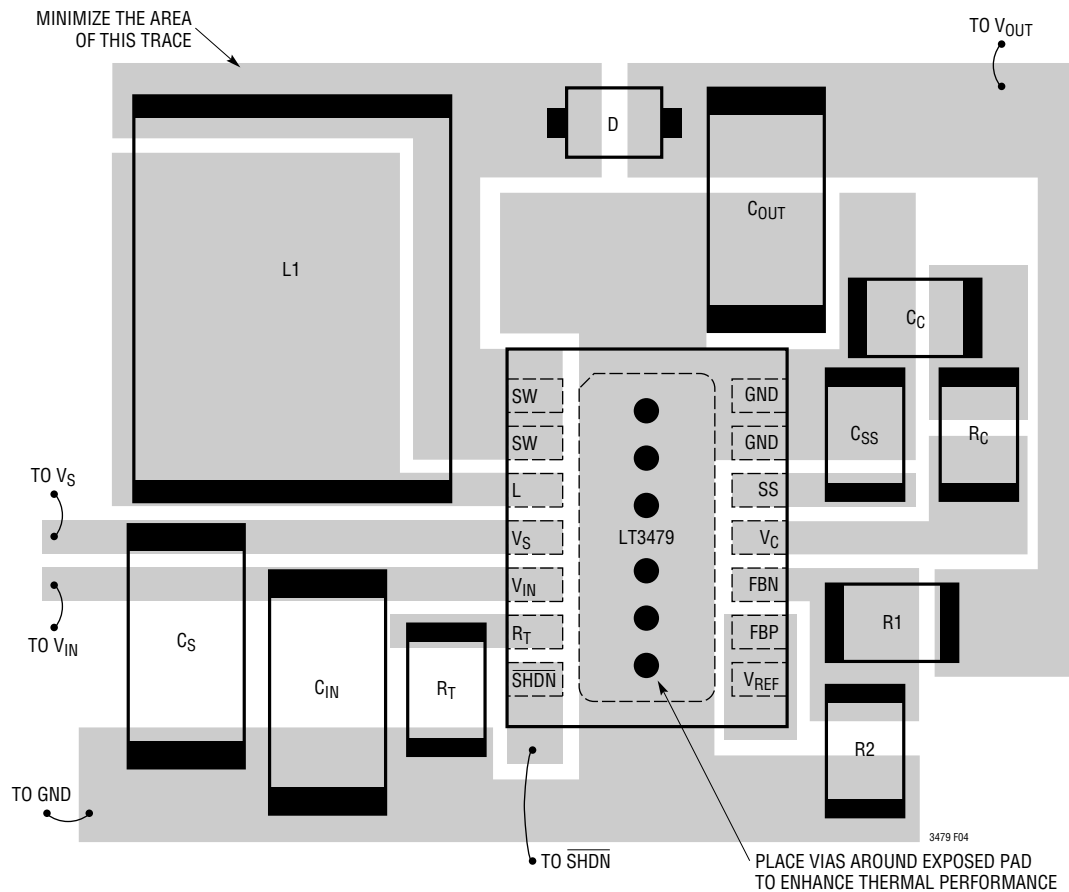 MINIMIZE THE AREA
OF THIS TRACE
TO VOUT
D
COUT
L1
CC
SW
GND
SW
GND
CSS
RC
TO VS
L
SS
VS
LT3479
VC
VIN
FBN
TO VIN
CS
RT
FBP
R1
CIN
RT
SHDN
VREF
R2
TO GND
3479 F04
TO SHDN
PLACE VIAS AROUND EXPOSED PAD
TO ENHANCE THERMAL PERFORMANCE